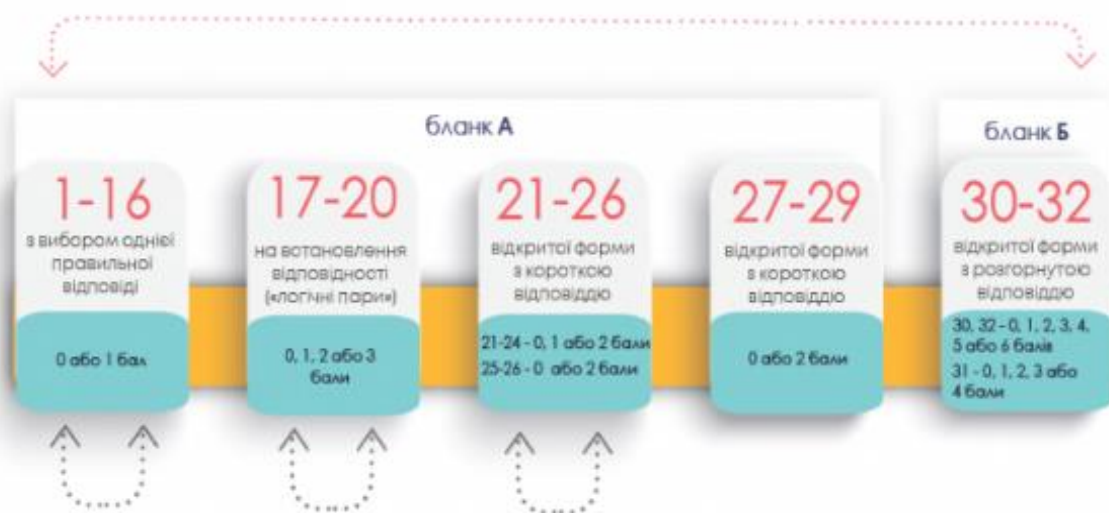 бланк А
бланк Б
1-16
з вибором однієї
правильної
відповіді
0 або 1 бал
17-20
на встановлення
відповідності
(«логічні пари»)
0, 1, 2 або 3
бали
21-26
відкритої форми
з короткою
відповіддю
21-24 - 0, 1 або 2 бали
25-26 - 0 або 2 бали
27-29
відкритої форми
з короткою
відповіддю
0 або 2 бали
30-32
відкритої форми
з розгорнутою
відповіддю
30, 32 - 0, 1, 2, 3, 4,
5 або 6 балів
31 - 0, 1, 2, 3 або
4 бали